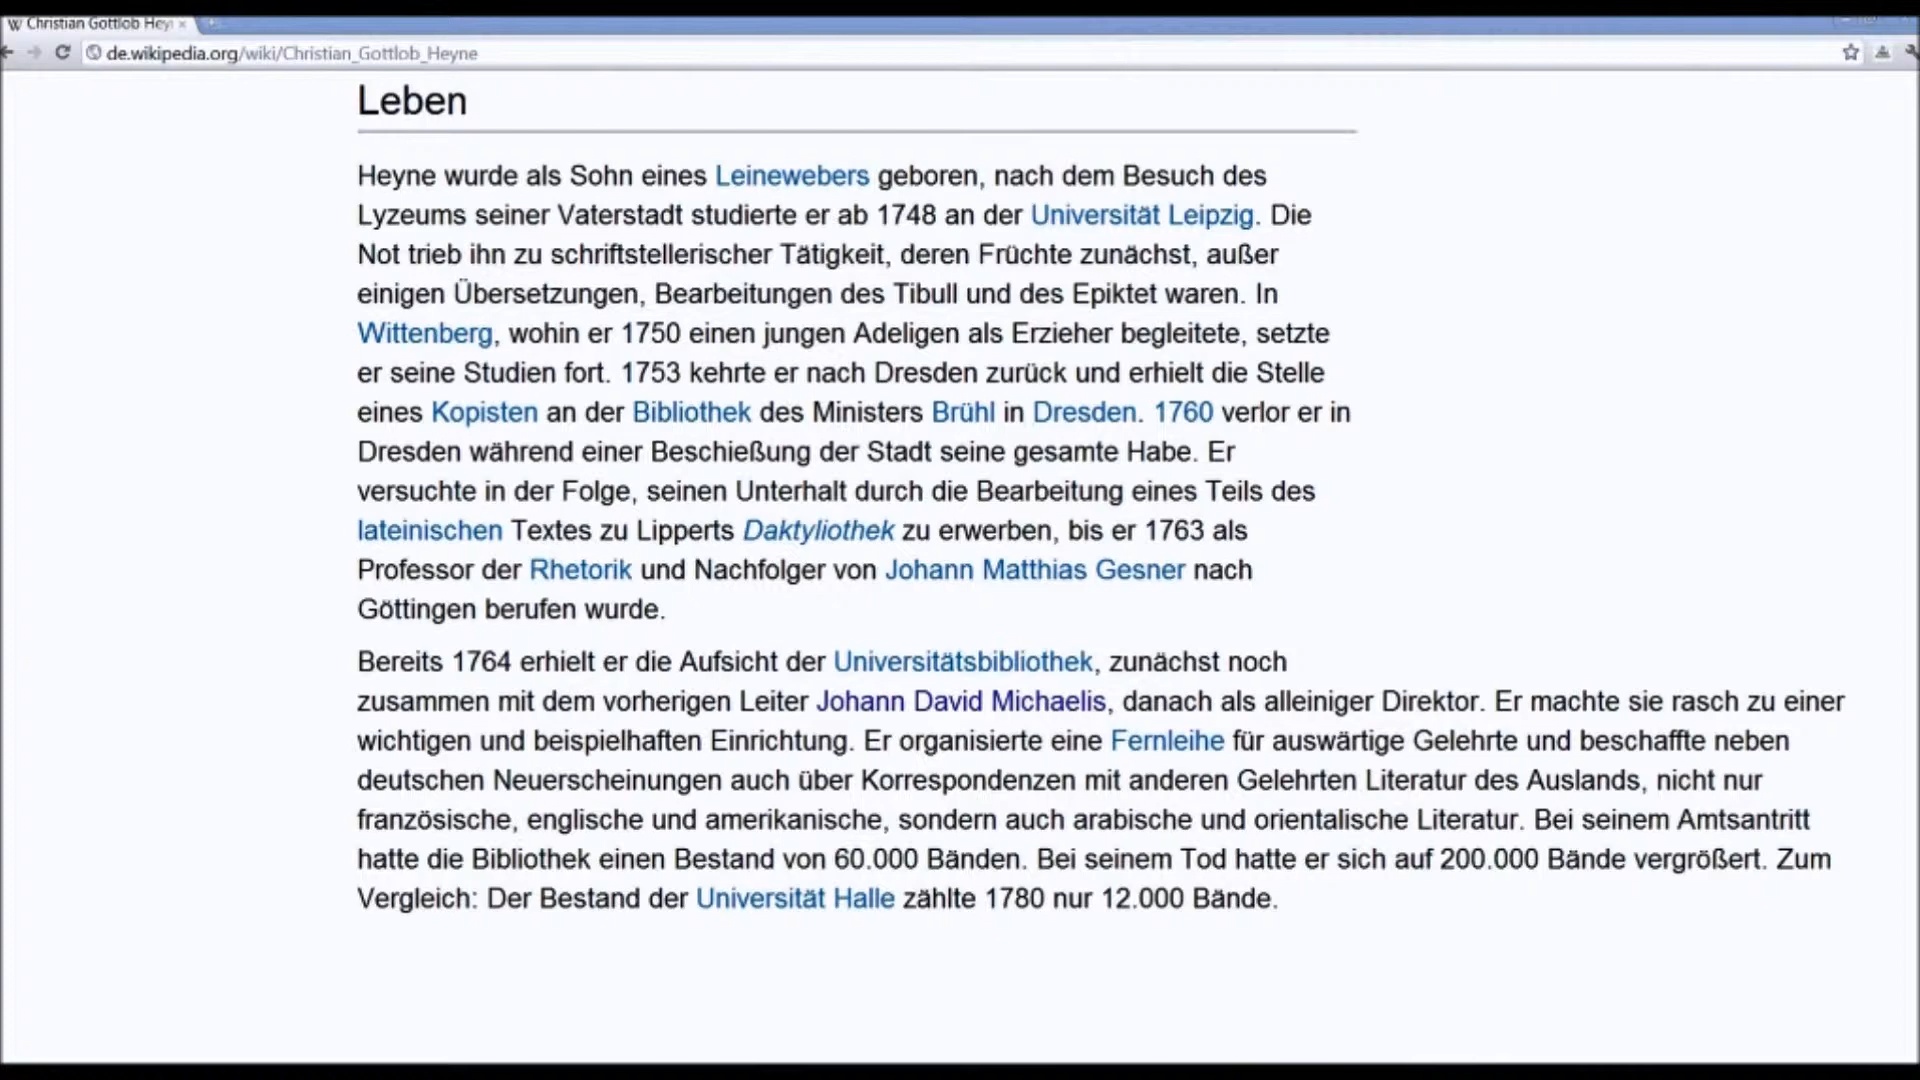 Christian Gottlob Hey
de.wikipedia.org/wiki/Christian_Gottlob_Heyne
Leben
Heyne wurde als Sohn eines Leinewebers geboren, nach dem Besuch des
Lyzeums seiner Vaterstadt studierte er ab 1748 an der Universität Leipzig. Die
Not trieb ihn zu schriftstellerischer Tätigkeit, deren Früchte zunächst, außer
einigen Übersetzungen, Bearbeitungen des Tibull und des Epiktet waren. In
Wittenberg, wohin er 1750 einen jungen Adeligen als Erzieher begleitete, setzte
er seine Studien fort. 1753 kehrte er nach Dresden zurück und erhielt die Stelle
eines Kopisten an der Bibliothek des Ministers Brühl in Dresden. 1760 verlor er in
Dresden während einer Beschießung der Stadt seine gesamte Habe. Er
versuchte in der Folge, seinen Unterhalt durch die Bearbeitung eines Teils des
lateinischen Textes zu Lipperts Daktyliothek zu erwerben, bis er 1763 als
Professor der Rhetorik und Nachfolger von Johann Matthias Gesner nach
Göttingen berufen wurde.
Bereits 1764 erhielt er die Aufsicht der Universitätsbibliothek, zunächst noch
zusammen mit dem vorherigen Leiter Johann David Michaelis, danach als alleiniger Direktor. Er machte sie rasch zu einer
wichtigen und beispielhaften Einrichtung. Er organisierte eine Fernleihe für auswärtige Gelehrte und beschaffte neben
deutschen Neuerscheinungen auch über Korrespondenzen mit anderen Gelehrten Literatur des Auslands, nicht nur
französische, englische und amerikanische, sondern auch arabische und orientalische Literatur. Bei seinem Amtsantritt
hatte die Bibliothek einen Bestand von 60.000 Bänden. Bei seinem Tod hatte er sich auf 200.000 Bände vergrößert. Zum
Vergleich: Der Bestand der Universität Halle zählte 1780 nur 12.000 Bände.